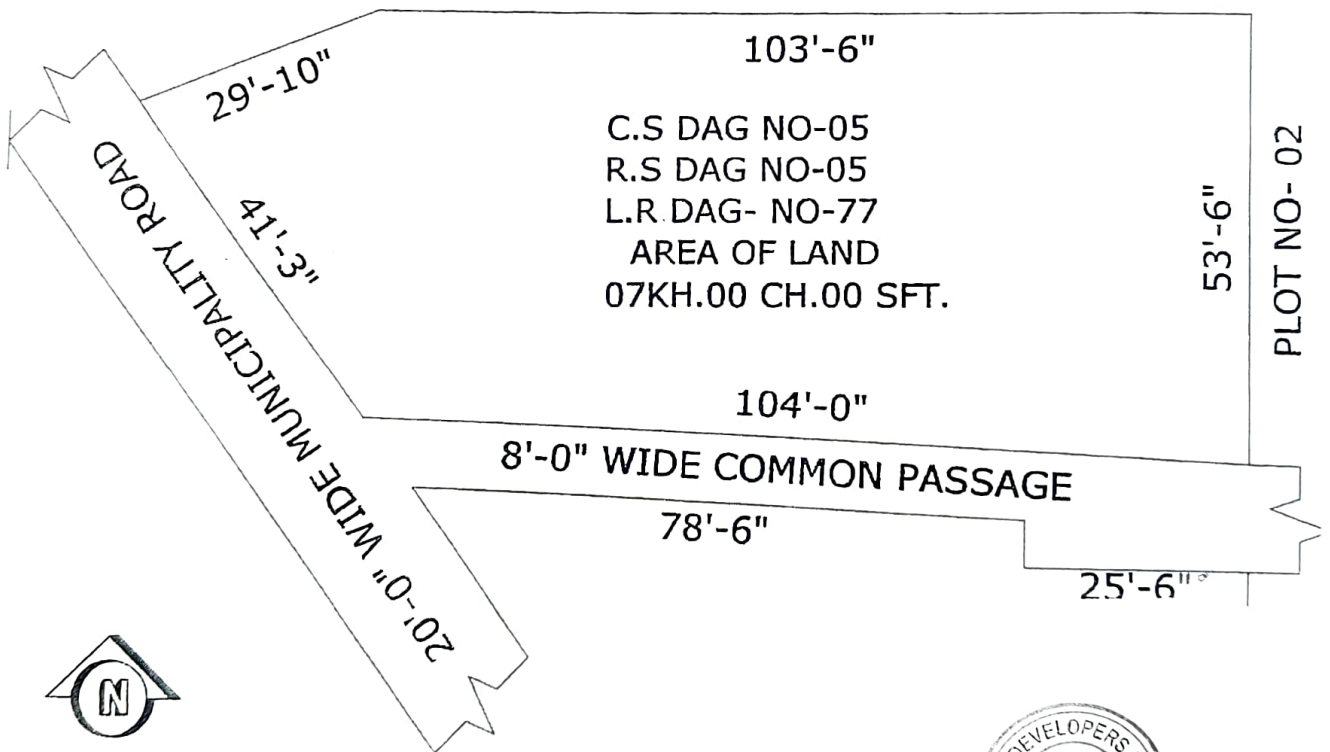 103'-6"
29'-10"
C.S DAG NO-05
R.S DAG NO-05
L.R.DAG- NO-77
AREA OF LAND
07KH.00 CH.00 SFT.
41'-3"
53'-6"
PLOT NO- 02
20'-0" WIDE MUNICIPALITY ROAD
104'-0"
8'-0" WIDE COMMON PASSAGE
78'-6"
25'-6"
N
DEVELOPERS